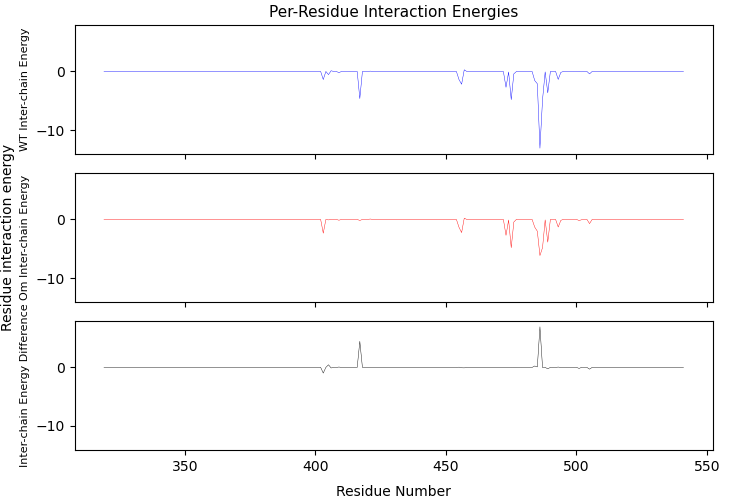 Per-Residue Interaction Energies
Residue interaction energy
WT Inter-chain Energy
0
−10
Om Inter-chain Energy
0
−10
Inter-chain Energy Difference
0
−10
350
400
450
500
550
Residue Number